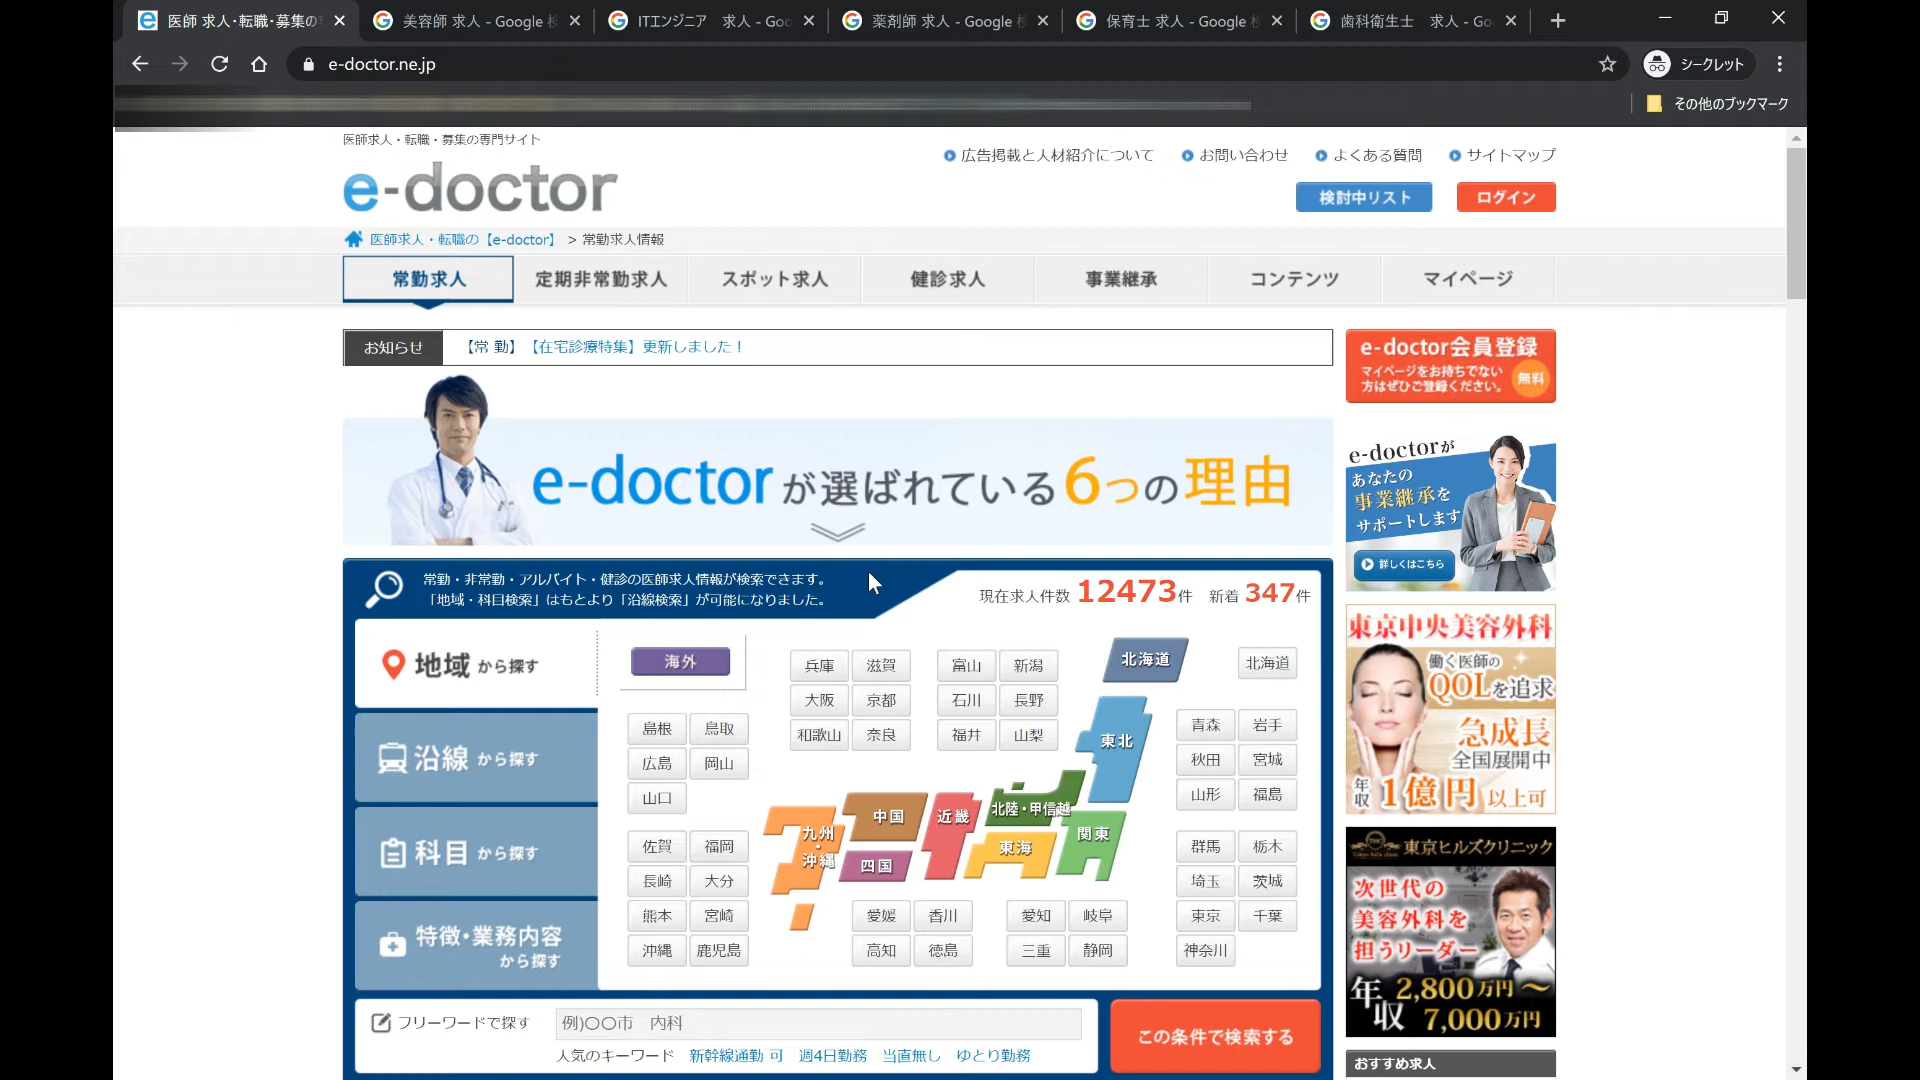 医師 求人･転職･募集の
美容師 求人 - Google
ITエンジニア 求人 - Goo
薬剤師 求人 - Google
保育士 求人 - Google
歯科衛生士 求人 - Go
e-doctor.ne.jp
シークレット
その他のブックマーク
医師求人・転職・募集の専門サイト
e-doctor
広告掲載と人材紹介について お問い合わせ よくある質問 サイトマップ
検討中リスト ログイン
医師求人・転職の【e-doctor】 > 常勤求人情報
常勤求人 定期非常勤求人 スポット求人 健診求人 事業継承 コンテンツ マイページ
お知らせ 【常 勤】【在宅診療特集】更新しました！
e-doctorが選ばれている6つの理由
常勤・非常勤・アルバイト・健診の医師求人情報が検索できます。
「地域・科目検索」はもとより「沿線検索」が可能になりました。
現在求人件数 12473件 新着 347件
地域 から探す
沿線 から探す
科目 から探す
特徴・業務内容
から探す
海外
兵庫 滋賀
大阪 京都
和歌山 奈良
富山 新潟
石川 長野
福井 山梨
北海道
北海道
島根 鳥取
広島 岡山
山口
青森 岩手
秋田 宮城
山形 福島
東北
北陸・甲信越
関東
東海
近畿
中国
四国
九州
・
沖縄
佐賀 福岡
長崎 大分
熊本 宮崎
沖縄 鹿児島
愛媛 香川
高知 徳島
愛知 岐阜
三重 静岡
群馬 栃木
埼玉 茨城
東京 千葉
神奈川
フリーワードで探す 例)〇〇市 内科
人気のキーワード 新幹線通勤 可 週4日勤務 当直無し ゆとり勤務
この条件で検索する
e-doctor会員登録
マイページをお持ちでない
方はぜひご登録ください。
無料
e-doctorが
あなたの
事業継承を
サポートします
詳しくはこちら
東京中央美容外科
働く医師の
QOLを追求
急成長
全国展開中
年収1億円以上可
東京ヒルズクリニック
次世代の
美容外科を
担うリーダー
年収 2,800万円～
7,000万円
おすすめ求人